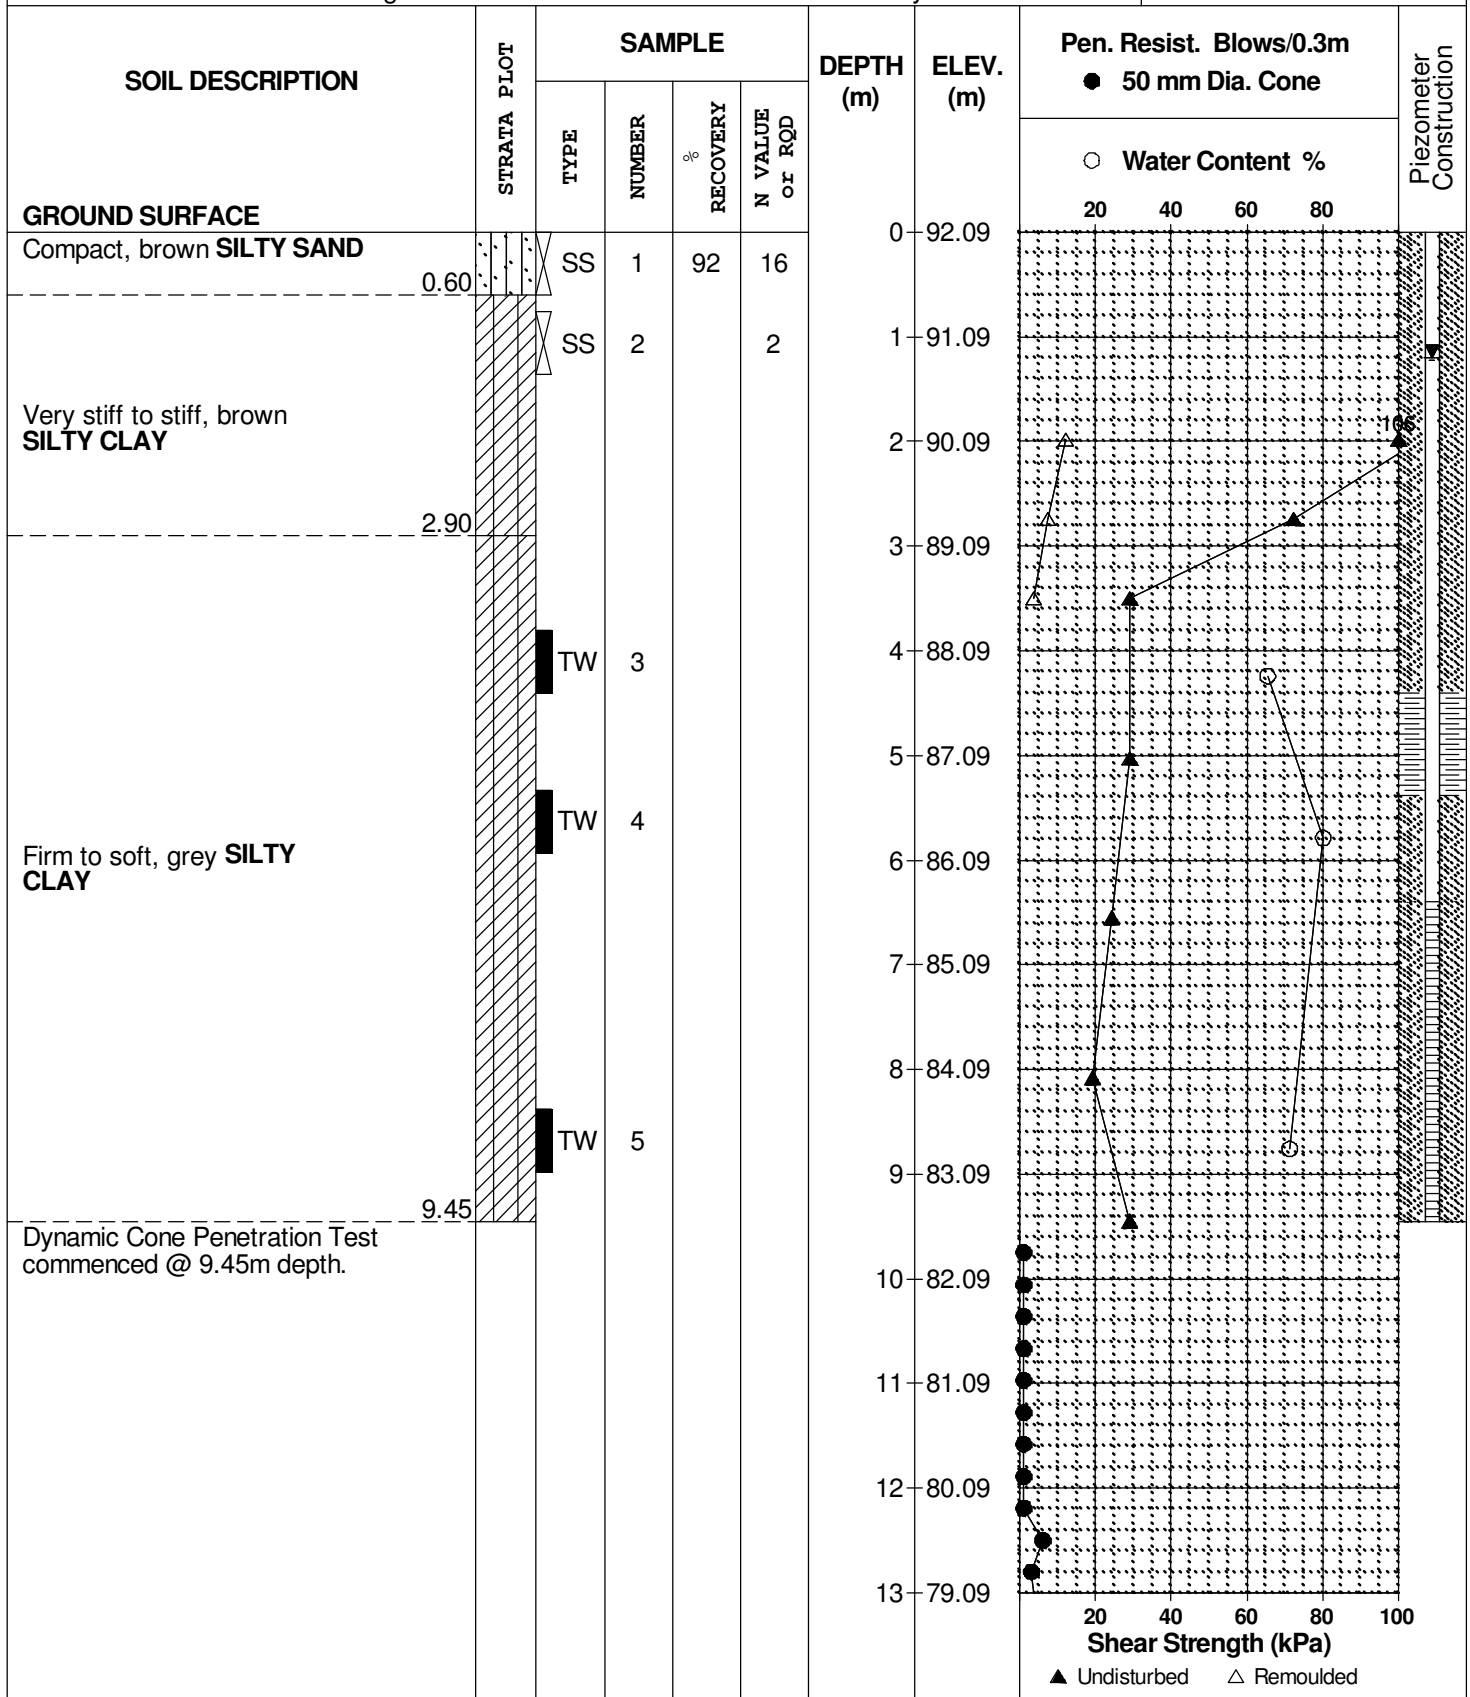 SOIL DESCRIPTION
STRATA PLOT
SAMPLE
TYPE
NUMBER
% RECOVERY
N VALUE or RQD
DEPTH (m)
ELEV. (m)
Pen. Resist. Blows/0.3m
● 50 mm Dia. Cone
○ Water Content %
Piezometer Construction
20 40 60 80
GROUND SURFACE
0 92.09
Compact, brown SILTY SAND
0.60
SS 1 92 16
SS 2 2
1 91.09
Very stiff to stiff, brown
SILTY CLAY
106
2 90.09
2.90
3 89.09
TW 3
4 88.09
5 87.09
TW 4
Firm to soft, grey SILTY
CLAY
6 86.09
7 85.09
8 84.09
TW 5
9 83.09
9.45
Dynamic Cone Penetration Test
commenced @ 9.45m depth.
10 82.09
11 81.09
12 80.09
13 79.09
20 40 60 80 100
Shear Strength (kPa)
▲ Undisturbed △ Remoulded